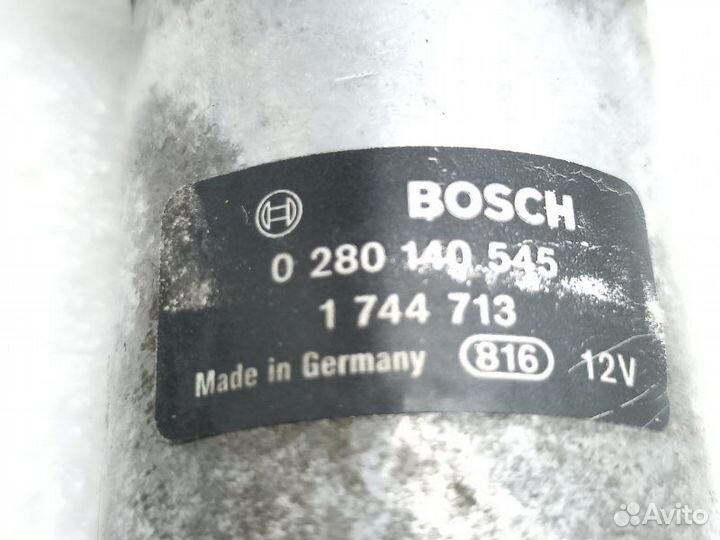 BOSCH
0 280 140 545
1 744 713
Made in Germany 816 12V
Avito